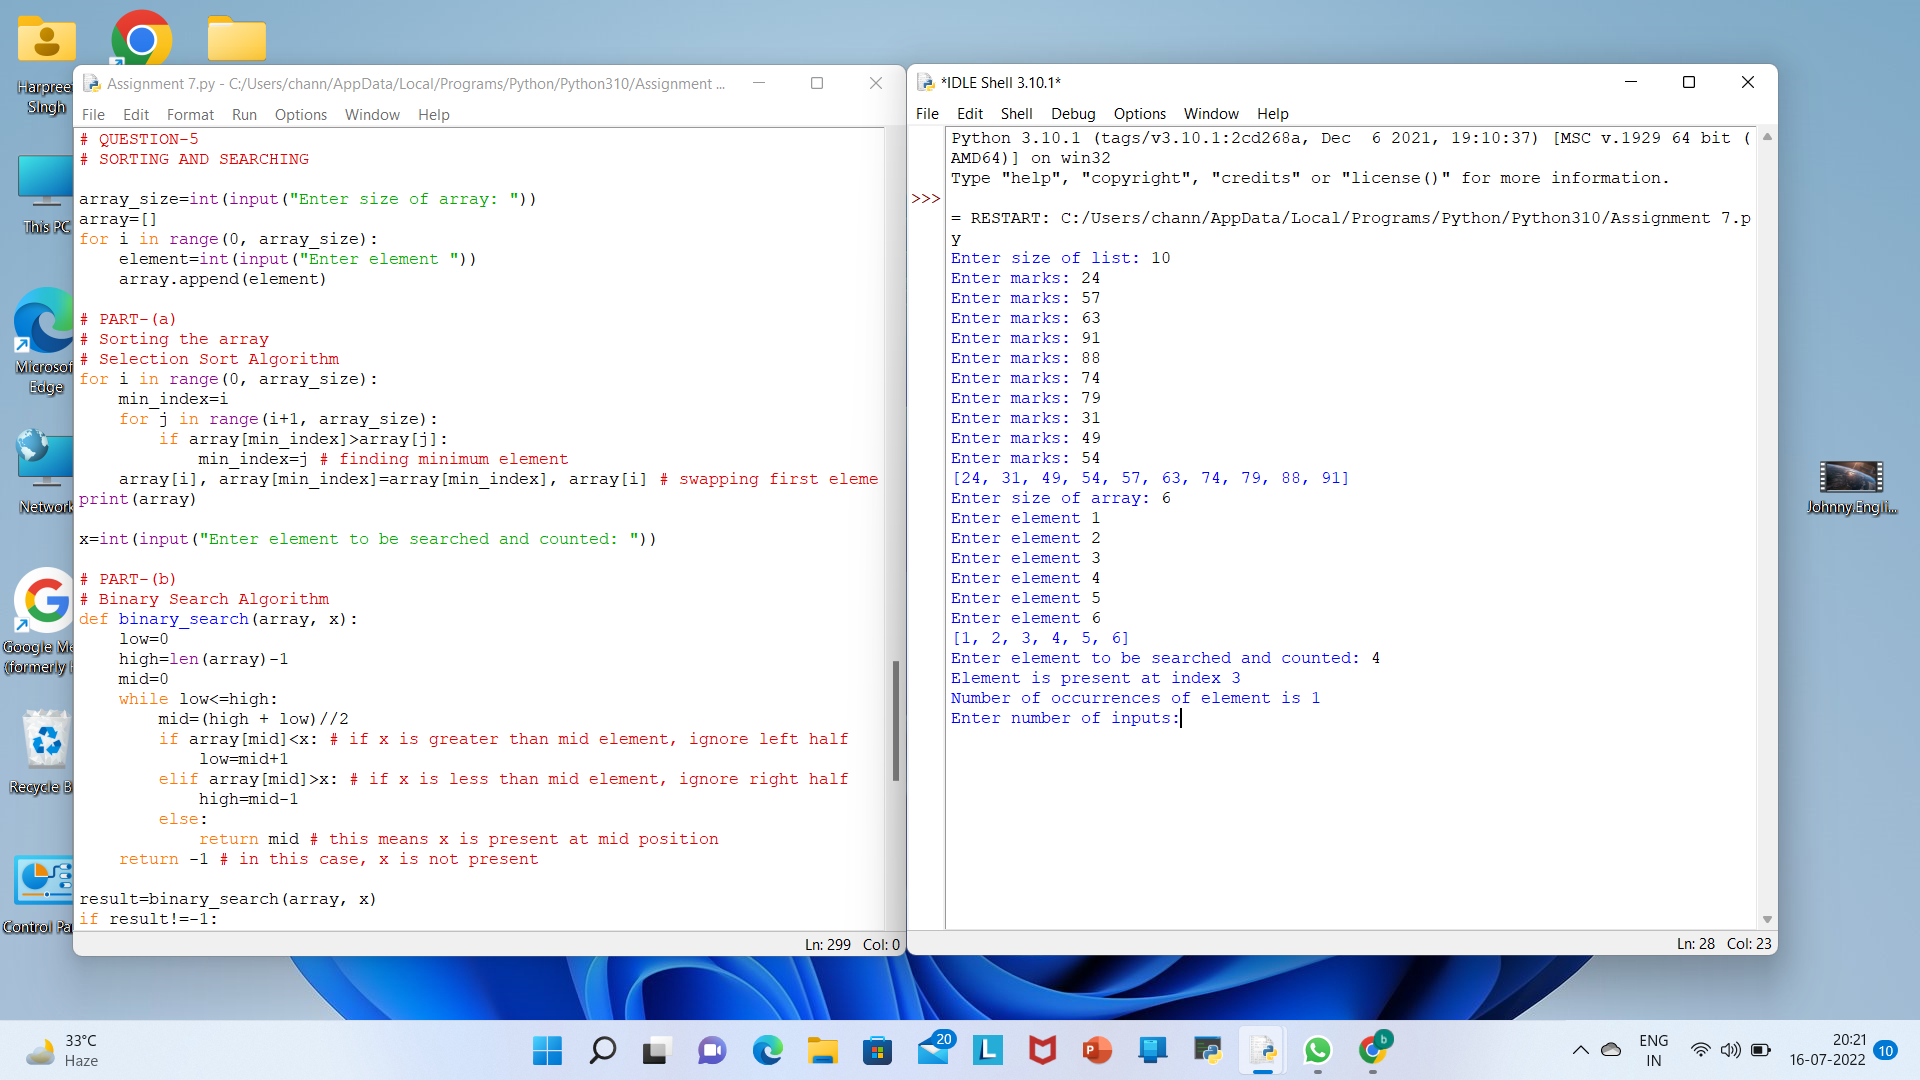 Harpreet
Singh
This PC
Microsof
Edge
Network
Google Me
(formerly H
Recycle B
Control Pa
Assignment 7.py - C:/Users/chann/AppData/Local/Programs/Python/Python310/Assignment ...
File Edit Format Run Options Window Help
# QUESTION-5
# SORTING AND SEARCHING
array_size=int(input("Enter size of array: "))
array=[]
for i in range(0, array_size):
    element=int(input("Enter element "))
    array.append(element)
# PART-(a)
# Sorting the array
# Selection Sort Algorithm
for i in range(0, array_size):
    min_index=i
    for j in range(i+1, array_size):
        if array[min_index]>array[j]:
            min_index=j # finding minimum element
    array[i], array[min_index]=array[min_index], array[i] # swapping first eleme
print(array)
x=int(input("Enter element to be searched and counted: "))
# PART-(b)
# Binary Search Algorithm
def binary_search(array, x):
    low=0
    high=len(array)-1
    mid=0
    while low<=high:
        mid=(high + low)//2
        if array[mid]<x: # if x is greater than mid element, ignore left half
            low=mid+1
        elif array[mid]>x: # if x is less than mid element, ignore right half
            high=mid-1
        else:
            return mid # this means x is present at mid position
    return -1 # in this case, x is not present
result=binary_search(array, x)
if result!=-1:
Ln: 299 Col: 0
*IDLE Shell 3.10.1*
File Edit Shell Debug Options Window Help
Python 3.10.1 (tags/v3.10.1:2cd268a, Dec  6 2021, 19:10:37) [MSC v.1929 64 bit (
AMD64)] on win32
Type "help", "copyright", "credits" or "license()" for more information.
>>>
= RESTART: C:/Users/chann/AppData/Local/Programs/Python/Python310/Assignment 7.p
y
Enter size of list: 10
Enter marks: 24
Enter marks: 57
Enter marks: 63
Enter marks: 91
Enter marks: 88
Enter marks: 74
Enter marks: 79
Enter marks: 31
Enter marks: 49
Enter marks: 54
[24, 31, 49, 54, 57, 63, 74, 79, 88, 91]
Enter size of array: 6
Enter element 1
Enter element 2
Enter element 3
Enter element 4
Enter element 5
Enter element 6
[1, 2, 3, 4, 5, 6]
Enter element to be searched and counted: 4
Element is present at index 3
Number of occurrences of element is 1
Enter number of inputs:
Ln: 28 Col: 23
Johnny.Engli...
33°C
Haze
20
L
P
b
ENG
IN
20:21
16-07-2022
10